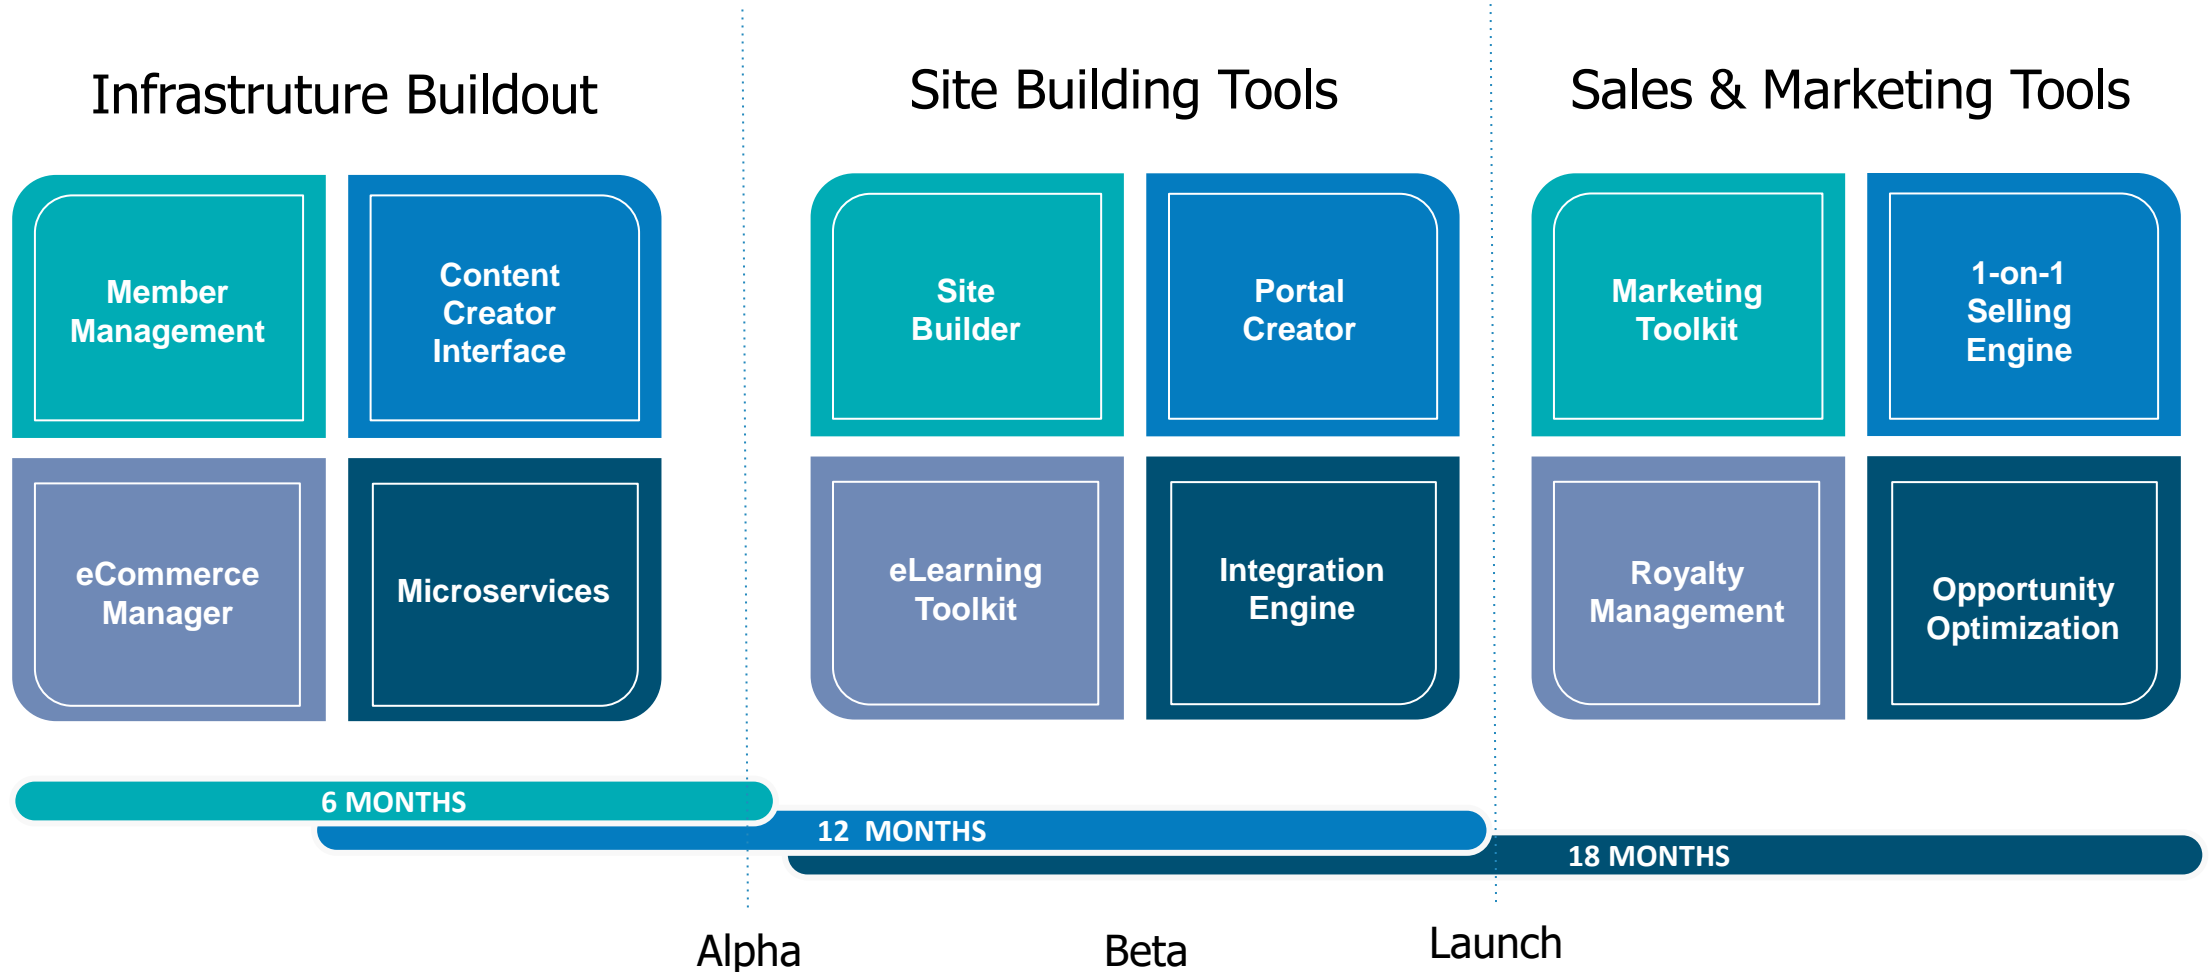 Infrastruture Buildout
Site Building Tools
Sales & Marketing Tools
Member
Management
Content
Creator
Interface
Site
Builder
Portal
Creator
Marketing
Toolkit
1-on-1
Selling
Engine
eCommerce
Manager
Microservices
eLearning
Toolkit
Integration
Engine
Royalty
Management
Opportunity
Optimization
6 MONTHS
12 MONTHS
18 MONTHS
Alpha
Beta
Launch